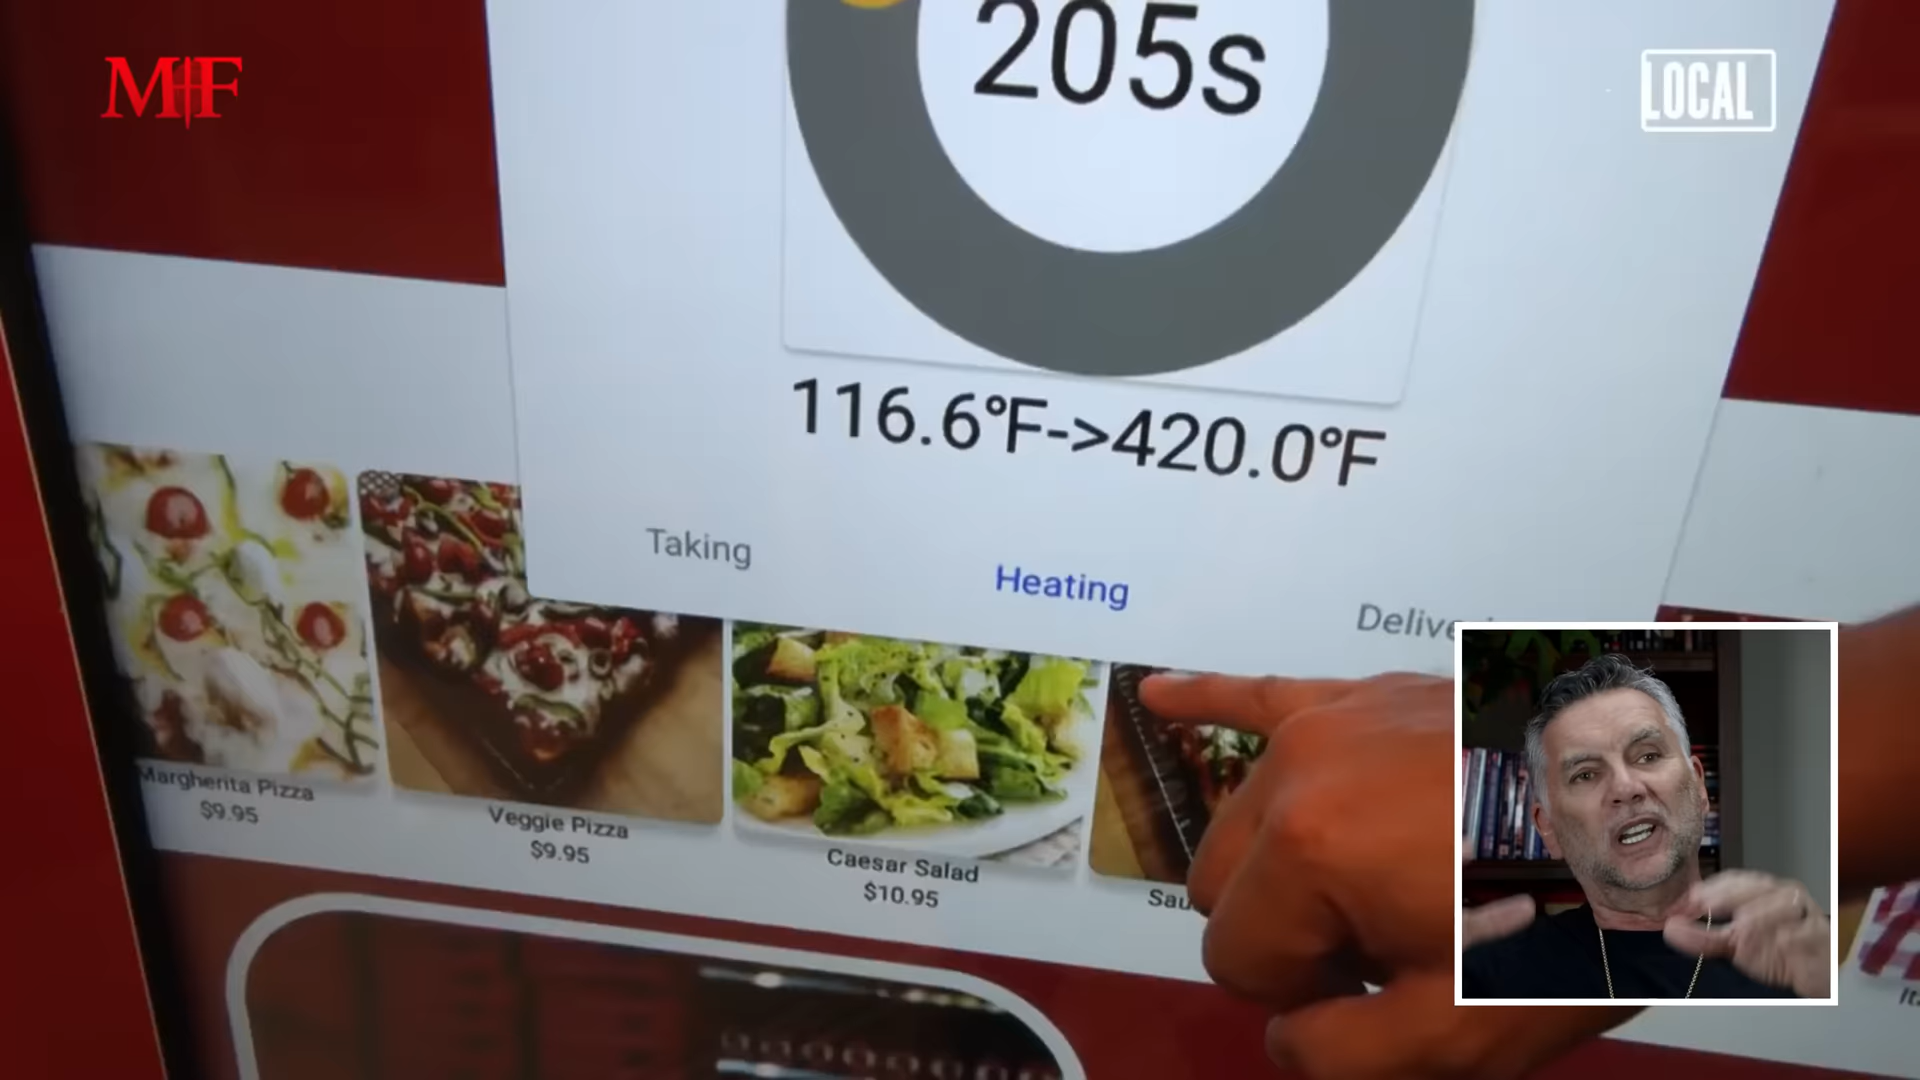 M F
LOCAL
205s
116.6°F->420.0°F
Taking
Heating
Margherita Pizza
$9.95
Veggie Pizza
$9.95
Caesar Salad
$10.95